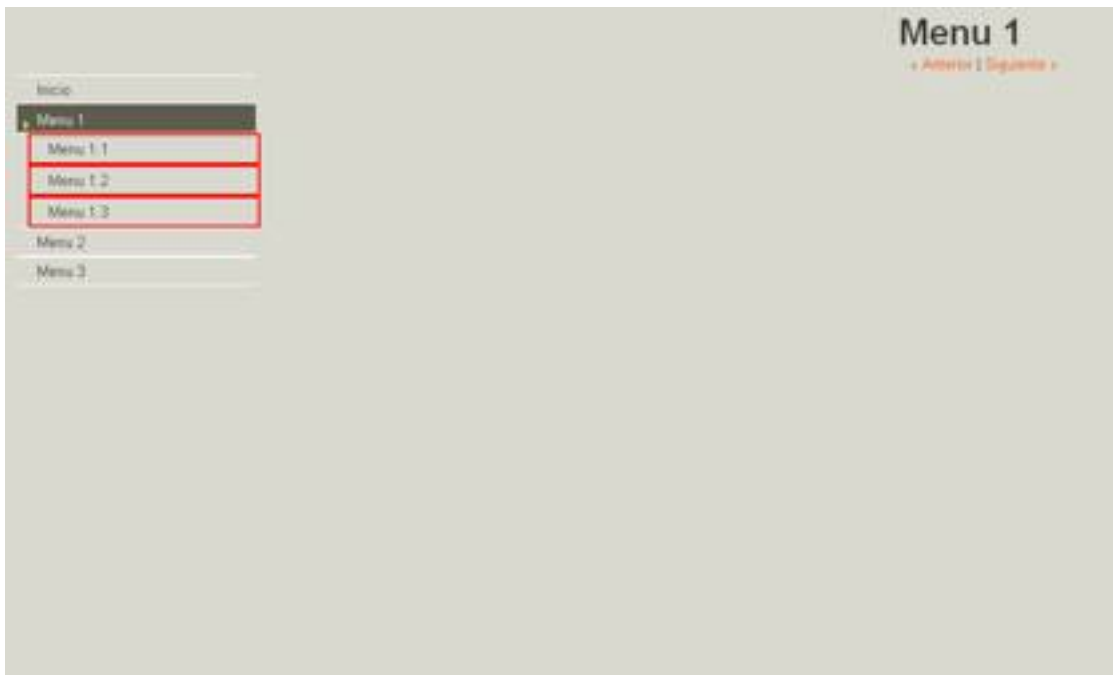 Menu 1
« Anterior | Siguiente »
Inicio
Menu 1
Menu 1.1
Menu 1.2
Menu 1.3
Menu 2
Menu 3